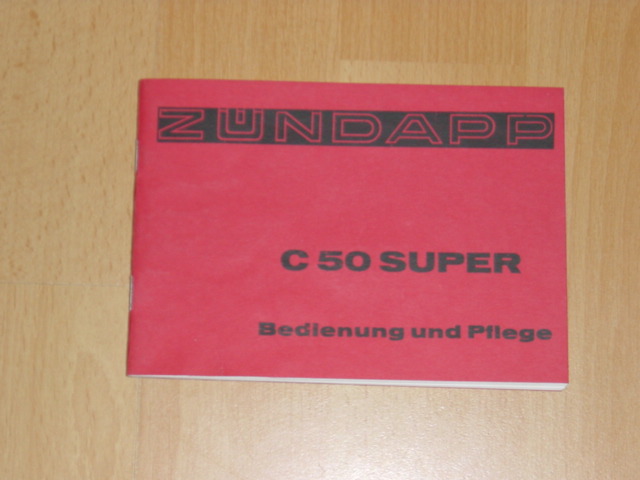 ZÜNDAPP
C 50 SUPER
Bedienung und Pflege